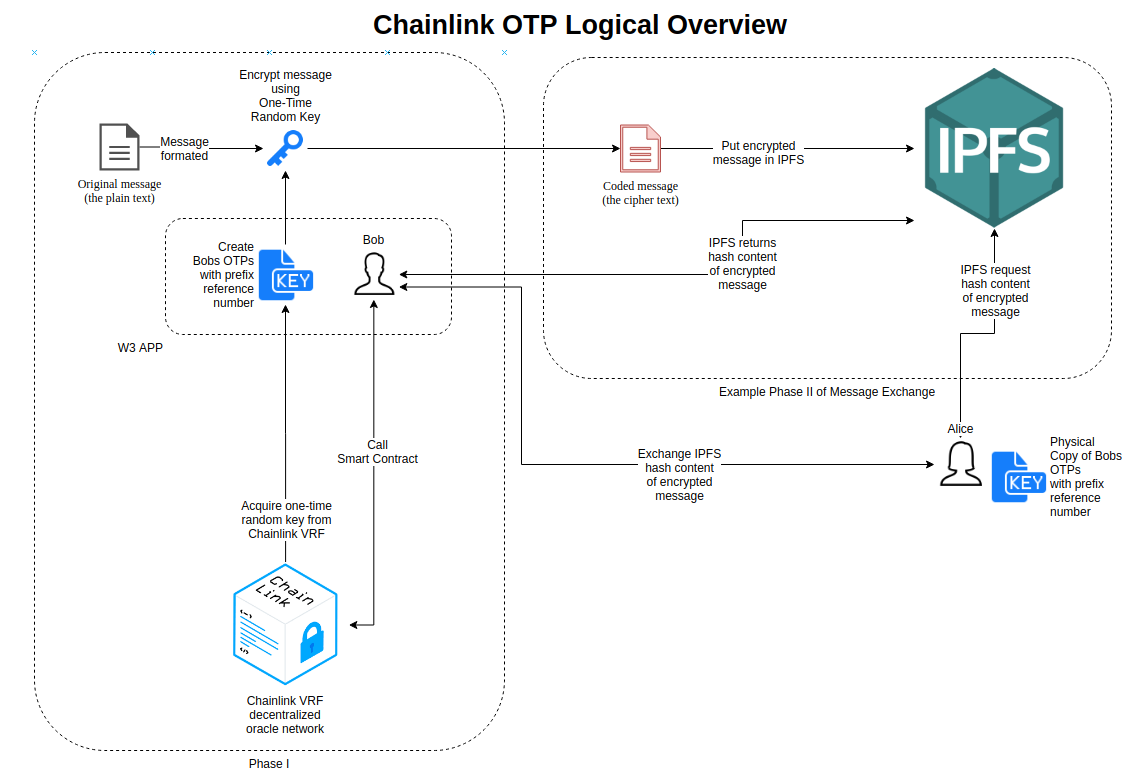 Chainlink OTP Logical Overview
Encrypt message
using
One-Time
Random Key
Message
formated
Original message
(the plain text)
Coded message
(the cipher text)
Put encrypted
message in IPFS
IPFS
Create
Bobs OTPs
with prefix
reference
number
KEY
Bob
W3 APP
IPFS returns
hash content
of encrypted
message
IPFS request
hash content
of encrypted
message
Example Phase II of Message Exchange
Call
Smart Contract
Exchange IPFS
hash content
of encrypted
message
Alice
KEY
Physical
Copy of Bobs
OTPs
with prefix
reference
number
Acquire one-time
random key from
Chainlink VRF
Chain
Link
Chainlink VRF
decentralized
oracle network
Phase I